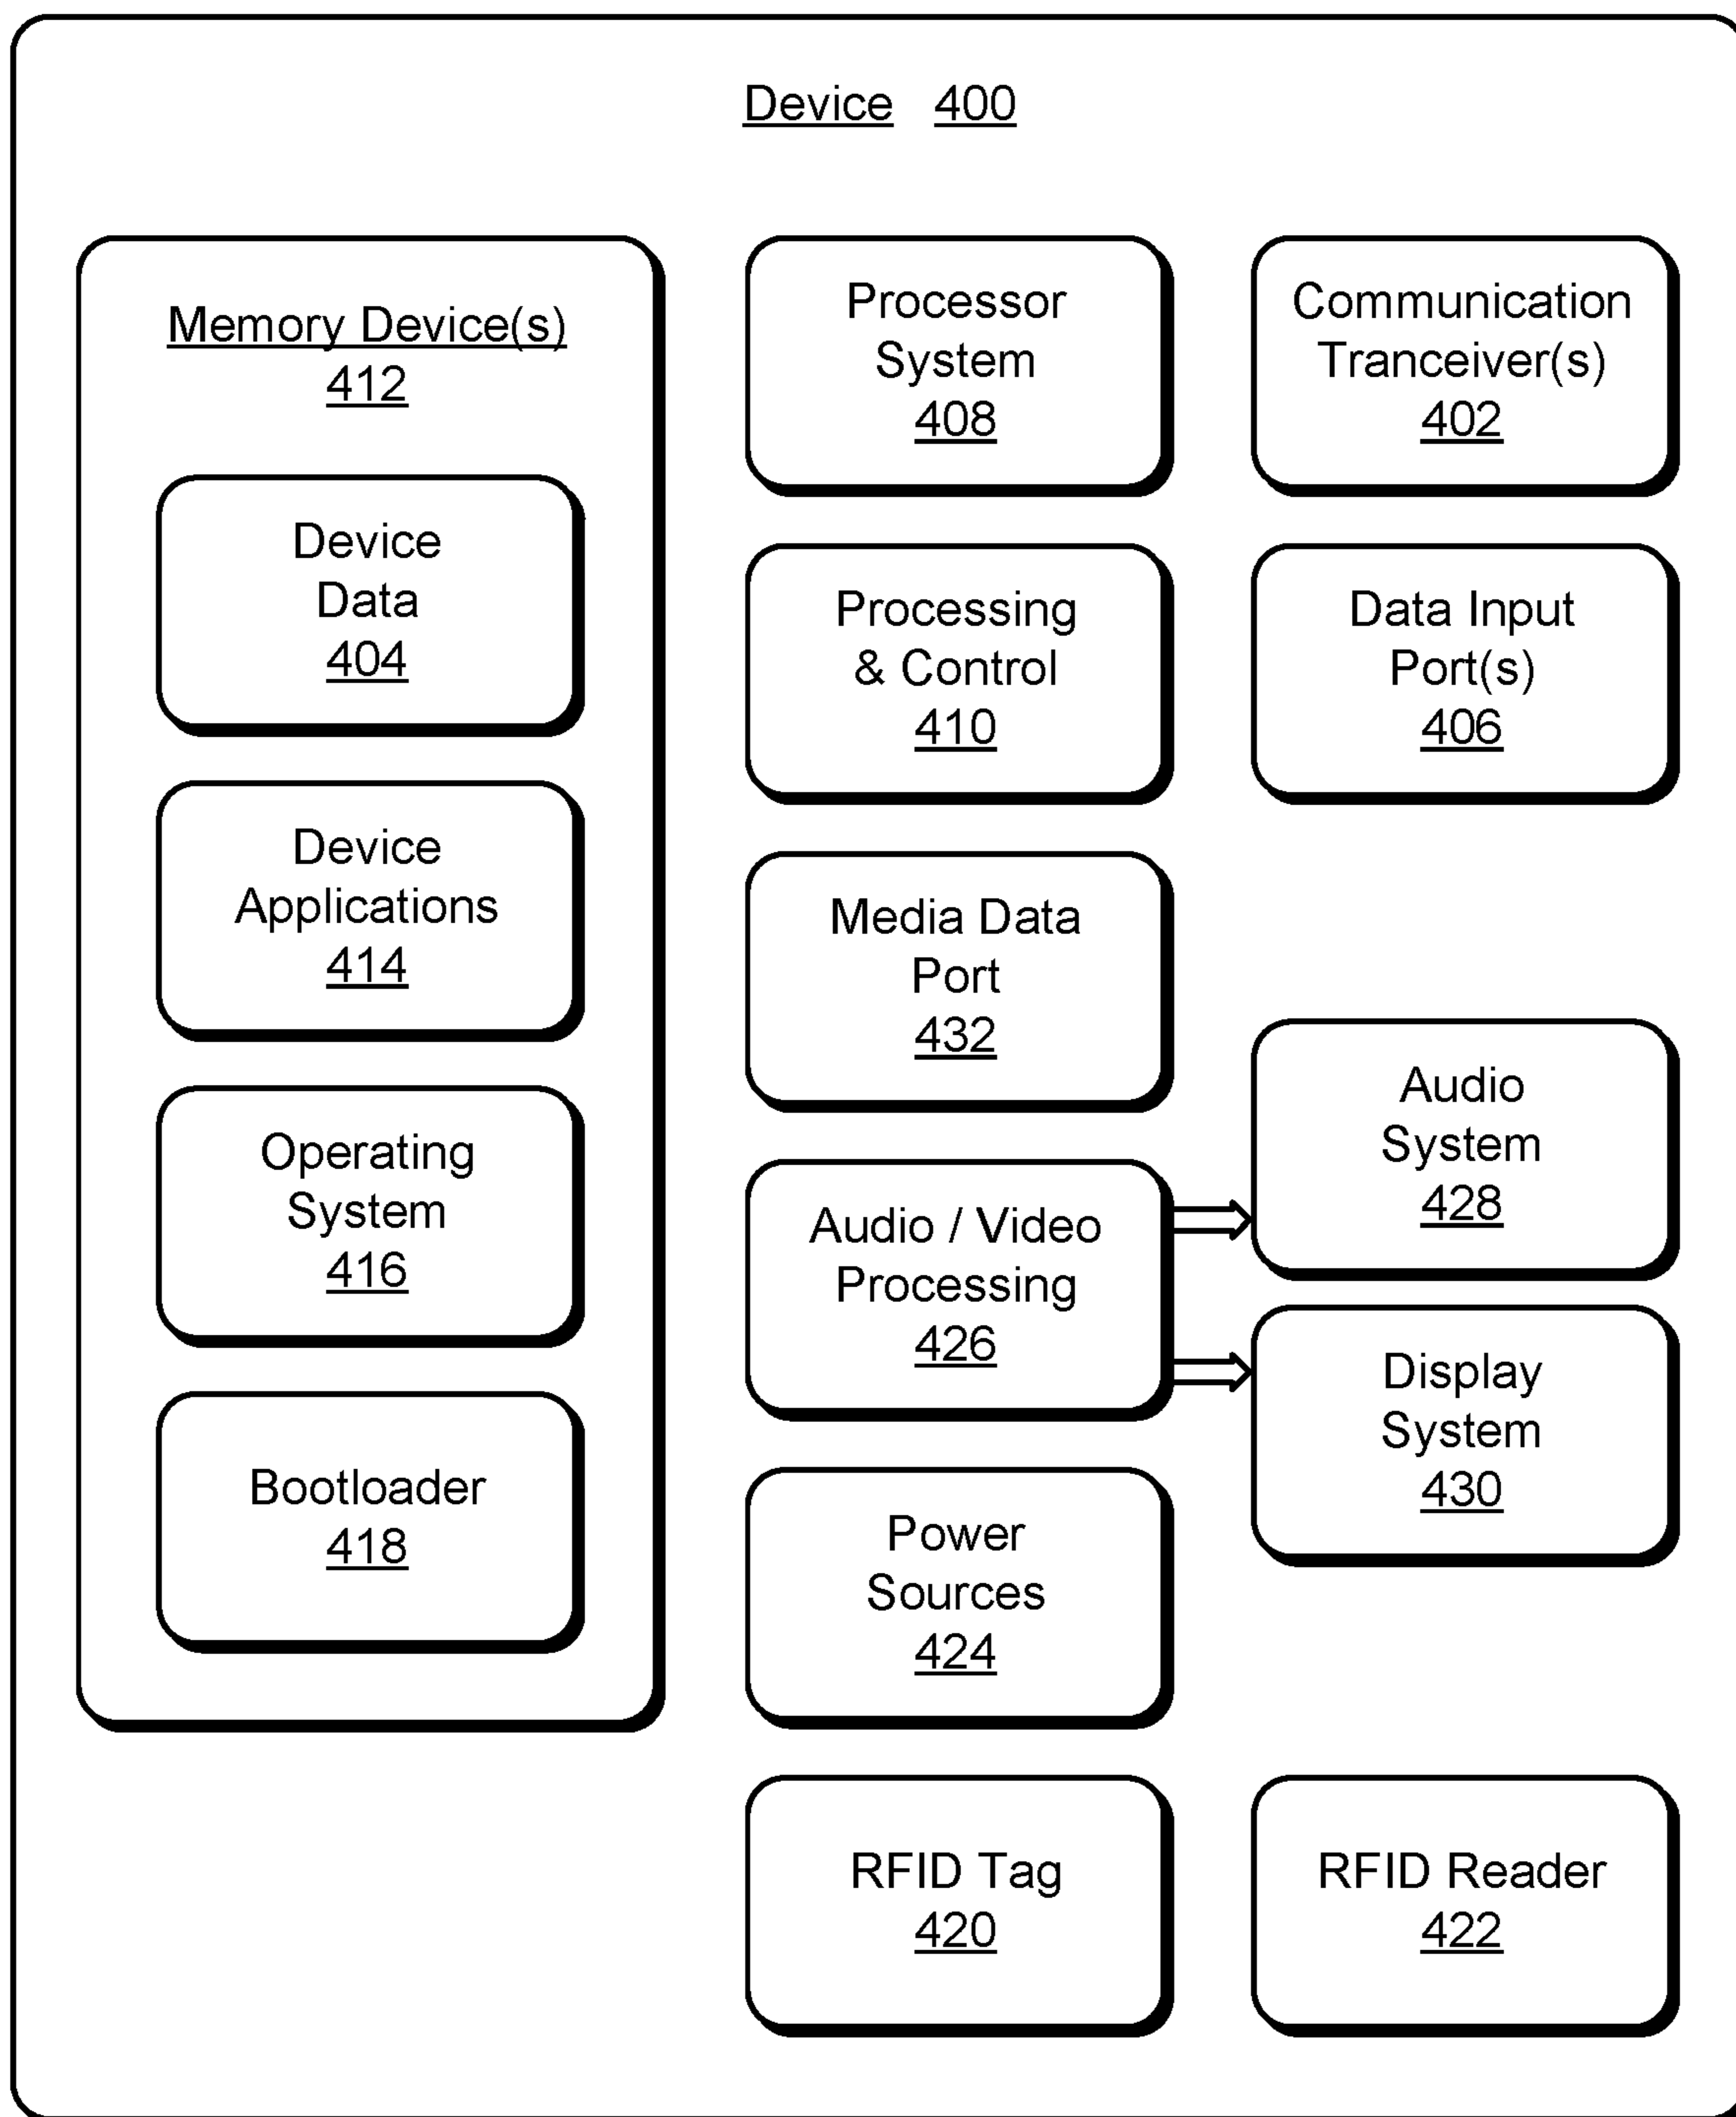 Device 400
Memory Device(s)
412
Device
Data
404
Device
Applications
414
Operating
System
416
Bootloader
418
Processor
System
408
Communication
Tranceiver(s)
402
Processing
& Control
410
Data Input
Port(s)
406
Media Data
Port
432
Audio
System
428
Audio / Video
Processing
426
Display
System
430
Power
Sources
424
RFID Tag
420
RFID Reader
422